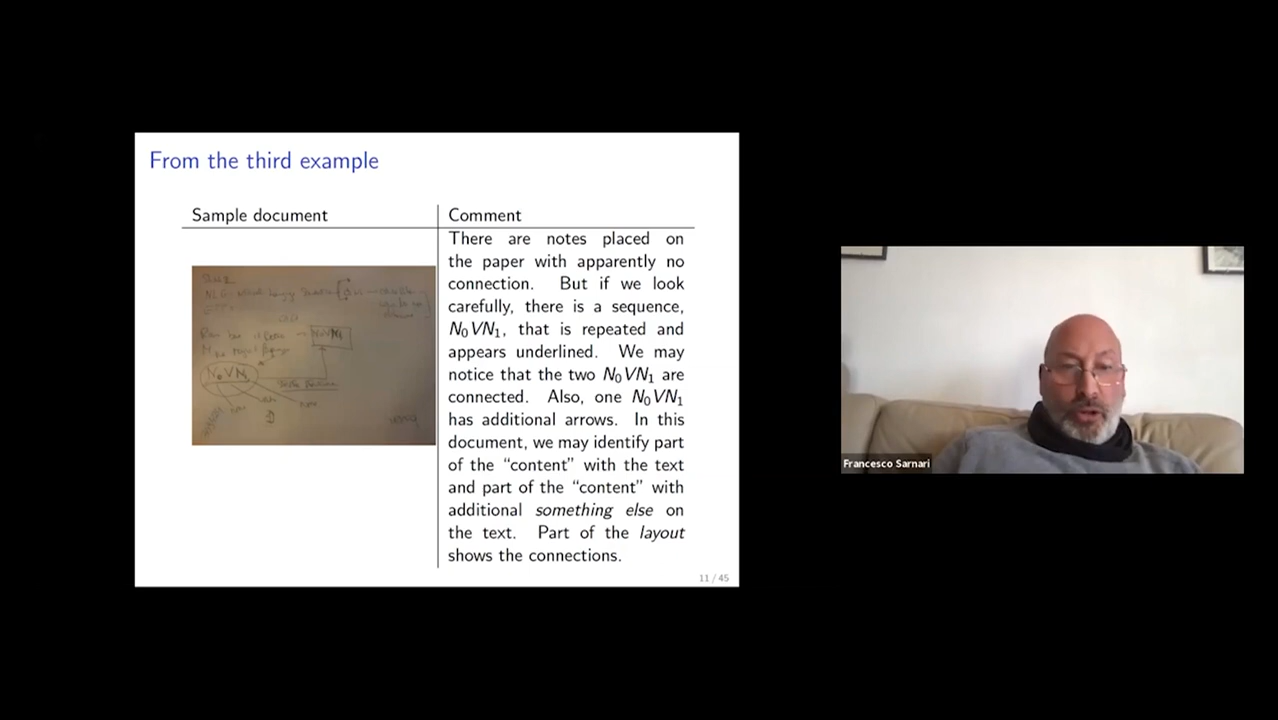 From the third example
Sample document
Comment
There are notes placed on
the paper with apparently no
connection. But if we look
carefully, there is a sequence,
N₀VN₁, that is repeated and
appears underlined. We may
notice that the two N₀VN₁ are
connected. Also, one N₀VN₁
has additional arrows. In this
document, we may identify part
of the “content” with the text
and part of the “content” with
additional something else on
the text. Part of the layout
shows the connections.
N₀VN₁
N₀VN₁
11 / 45
Francesco Sarnari